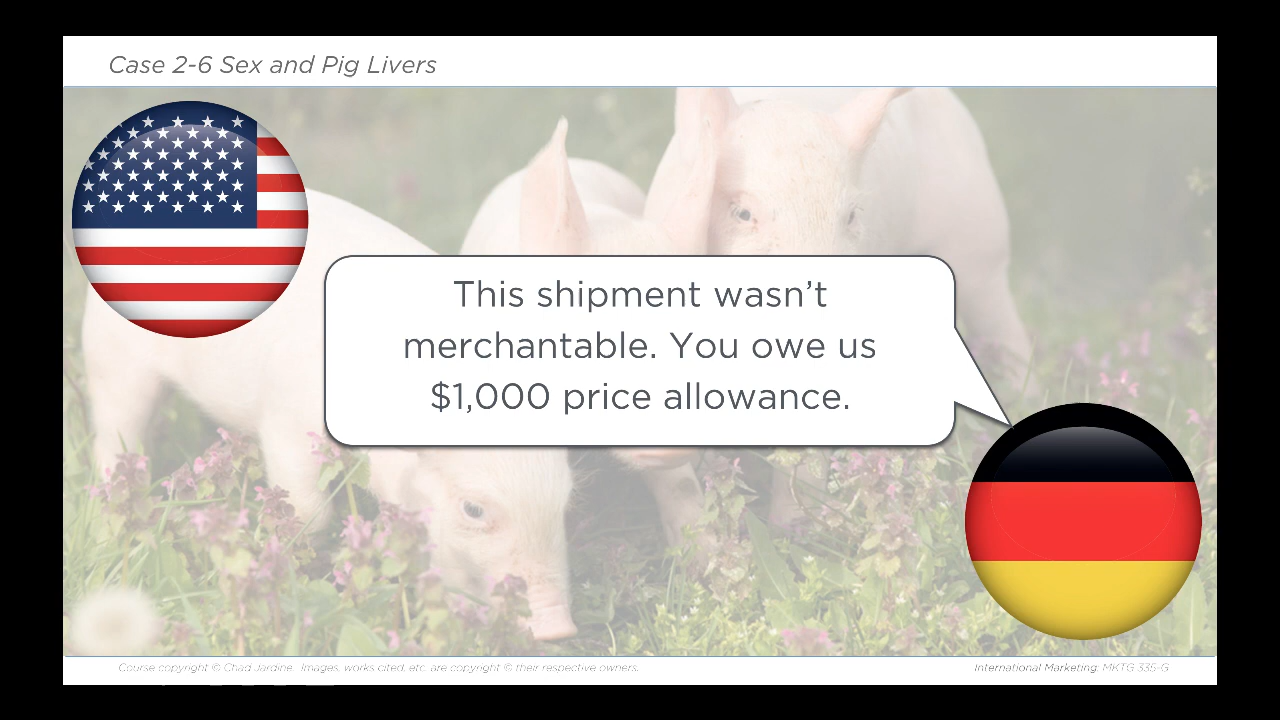 Case 2-6 Sex and Pig Livers
This shipment wasn’t
merchantable. You owe us
$1,000 price allowance.
Course copyright © Chad Jardine. Images, works cited, etc. are copyright © their respective owners.
International Marketing: MKTG 335-G